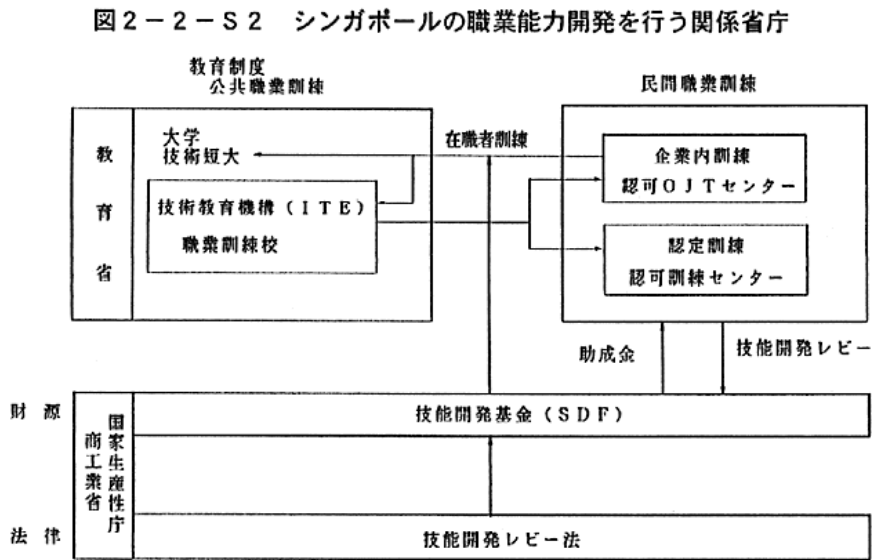 図2-2-S2 シンガポールの職業能力開発を行う関係省庁
教育制度
公共職業訓練
民間職業訓練
教育省
大学
技術短大
在職者訓練
企業内訓練
認可OJTセンター
技術教育機構(ITE)
職業訓練校
認定訓練
認可訓練センター
助成金
技能開発レビー
財源
国家生産性庁
商工業省
技能開発基金(SDF)
法律
技能開発レビー法